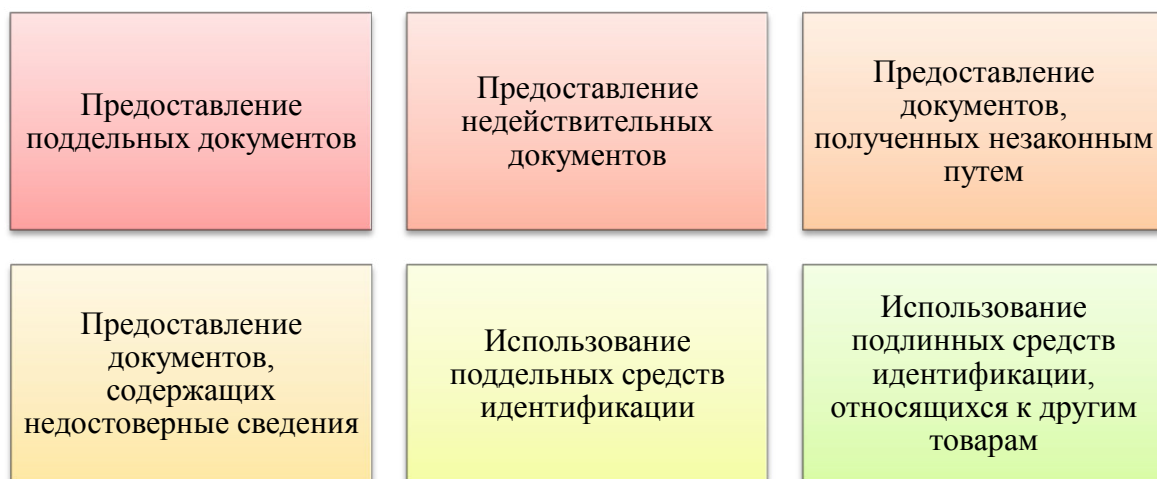 Предоставление
поддельных документов
Предоставление
недействительных
документов
Предоставление
документов,
полученных незаконным
путем
Предоставление
документов,
содержащих
недостоверные сведения
Использование
поддельных средств
идентификации
Использование
подлинных средств
идентификации,
относящихся к другим
товарам